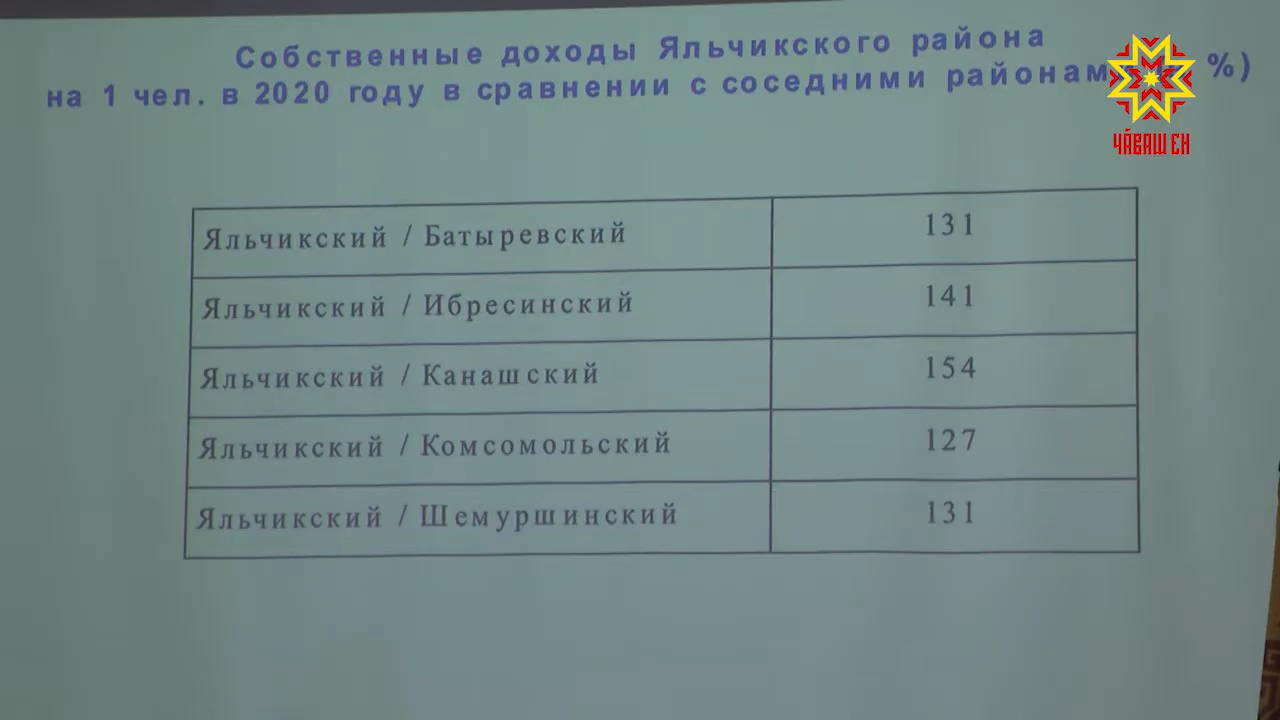 Собственные доходы Яльчикского района
на 1 чел. в 2020 году в сравнении с соседними районам %)
ЧӐВАШ ЕН
Яльчикский / Батыревский 131
Яльчикский / Ибресинский 141
Яльчикский / Канашский 154
Яльчикский / Комсомольский 127
Яльчикский / Шемуршинский 131